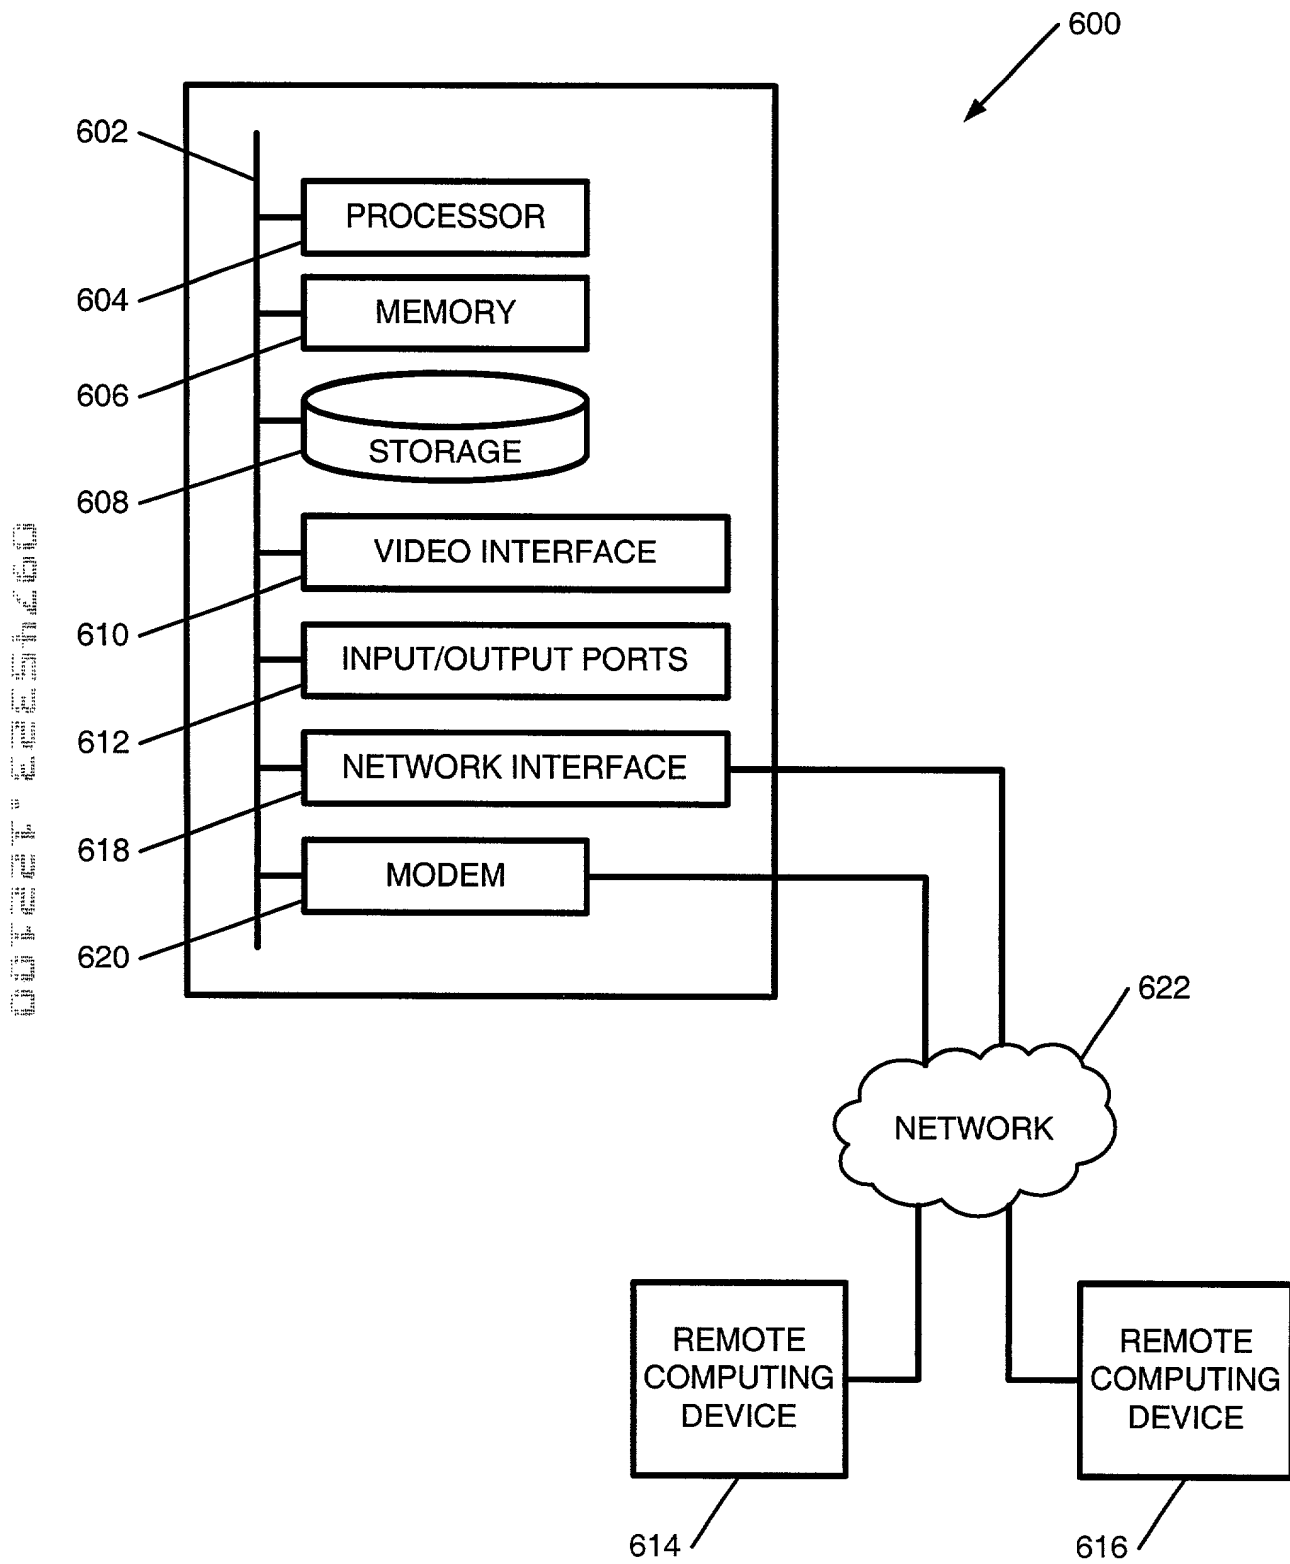 600
602
PROCESSOR
604
MEMORY
606
STORAGE
608
VIDEO INTERFACE
610
INPUT/OUTPUT PORTS
612
NETWORK INTERFACE
618
MODEM
620
622
NETWORK
REMOTE
COMPUTING
DEVICE
REMOTE
COMPUTING
DEVICE
614
616